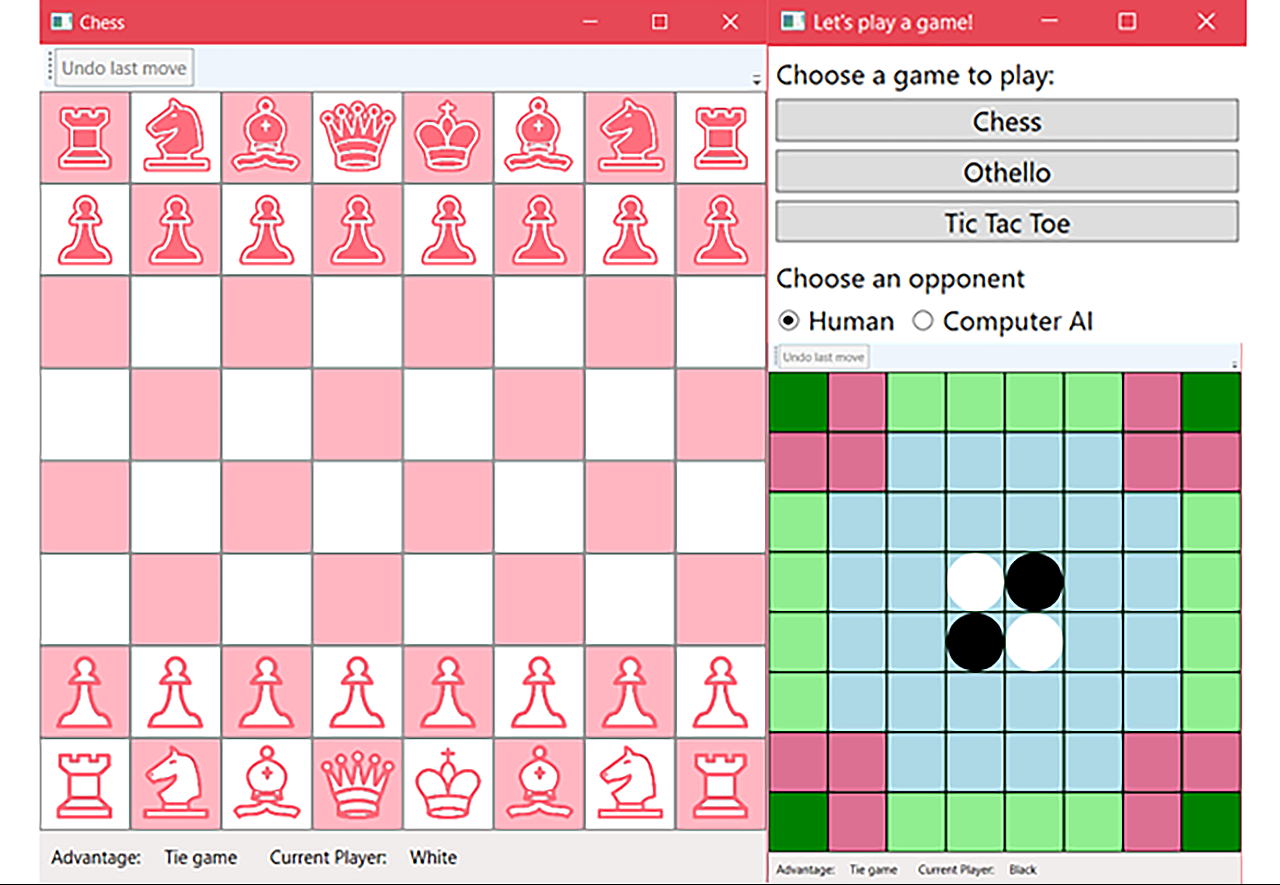 Chess
Undo last move
Advantage: Tie game Current Player: White
Let's play a game!
Choose a game to play:
Chess
Othello
Tic Tac Toe
Choose an opponent
Human Computer AI
Undo last move
Advantage: Tie game Current Player: Black